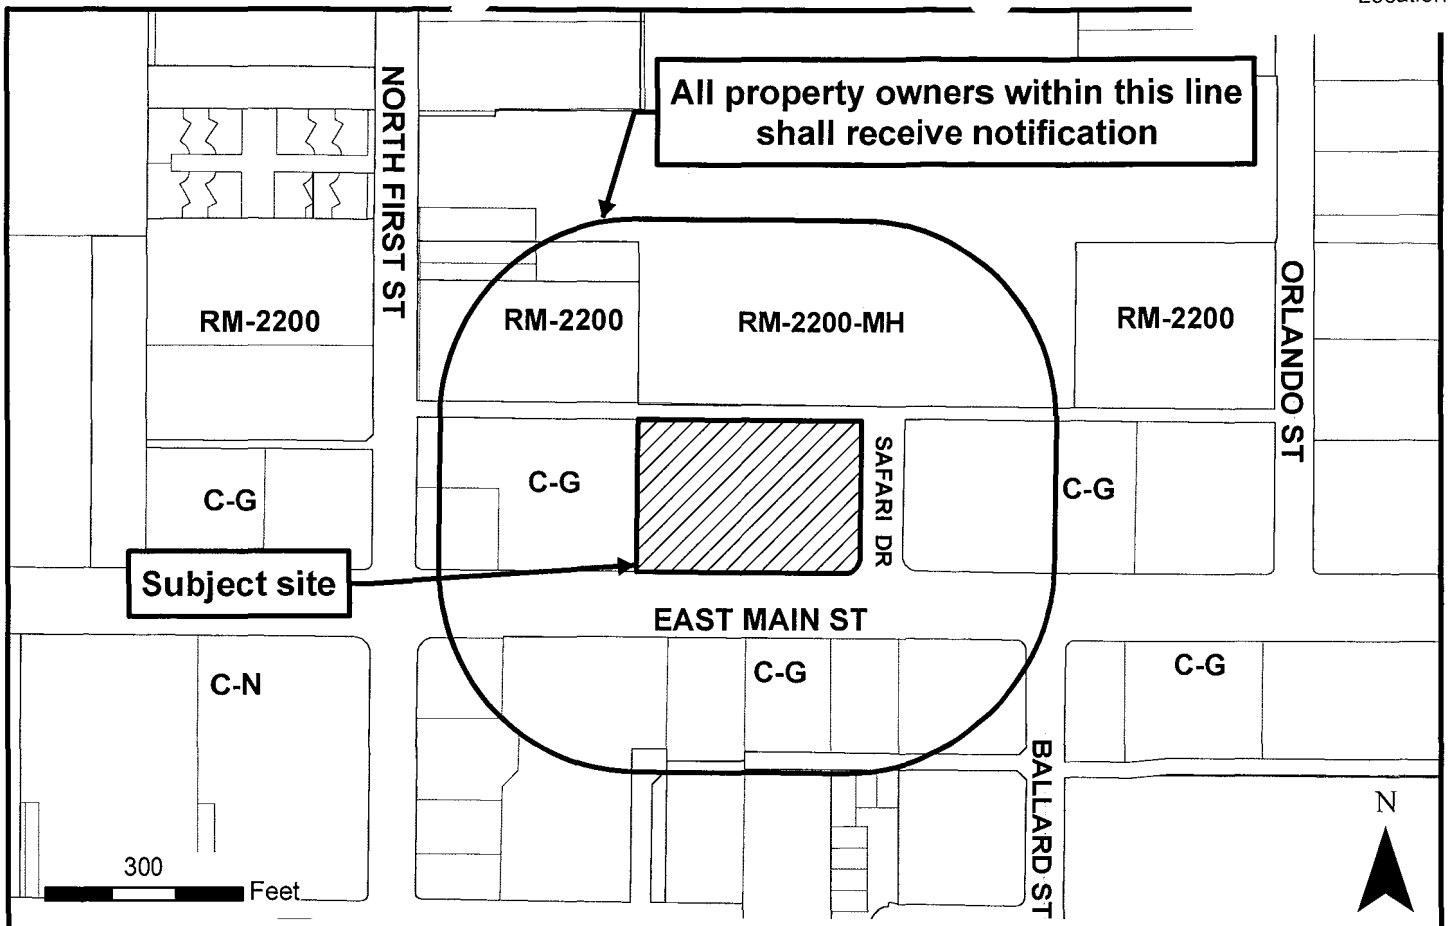 Location
All property owners within this line
shall receive notification
NORTH FIRST ST
RM-2200
RM-2200
RM-2200-MH
RM-2200
ORLANDO ST
C-G
C-G
SAFARI DR
C-G
Subject site
EAST MAIN ST
C-N
C-G
C-G
BALLARD ST
N
300
Feet